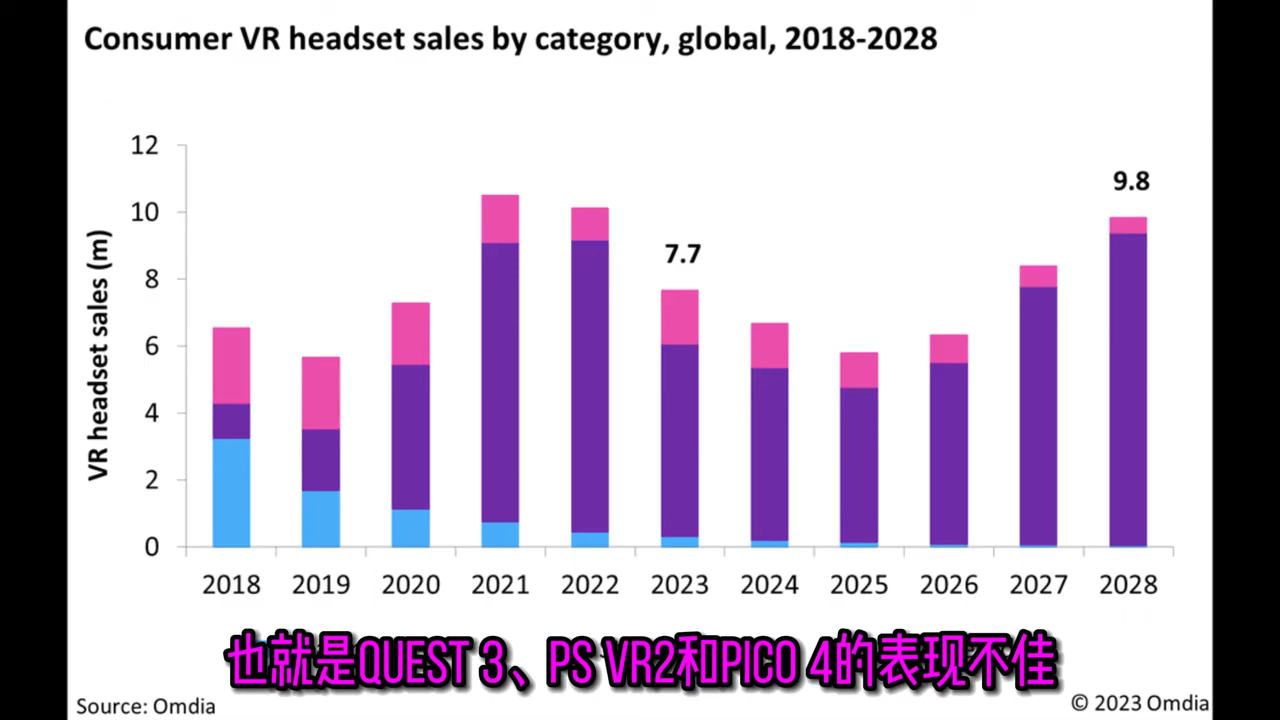 Consumer VR headset sales by category, global, 2018-2028
VR headset sales (m)
12
10
8
6
4
2
0
7.7
9.8
2018 2019 2020 2021 2022 2023 2024 2025 2026 2027 2028
也就是QUEST 3、PS VR2和PICO 4的表现不佳
Source: Omdia
© 2023 Omdia